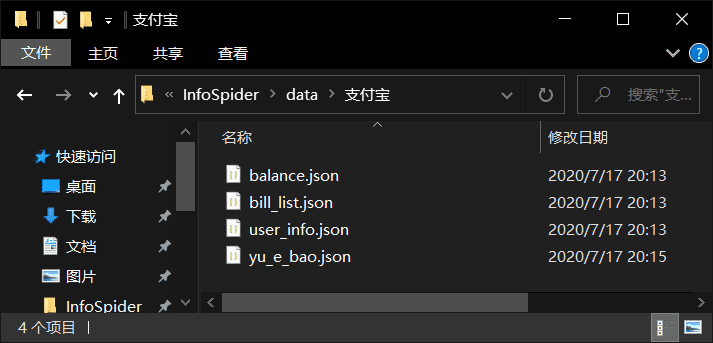 支付宝
文件 主页 共享 查看
« InfoSpider > data > 支付宝 搜索"支...
名称 修改日期
快速访问
桌面
下载
文档
图片
InfoSpider
balance.json 2020/7/17 20:13
bill_list.json 2020/7/17 20:13
user_info.json 2020/7/17 20:13
yu_e_bao.json 2020/7/17 20:15
4 个项目